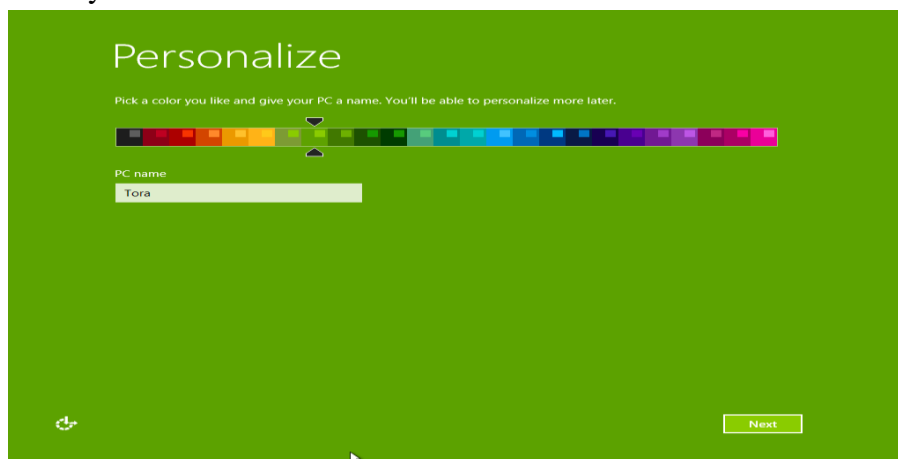 Personalize
Pick a color you like and give your PC a name. You'll be able to personalize more later.
PC name
Tora
Next